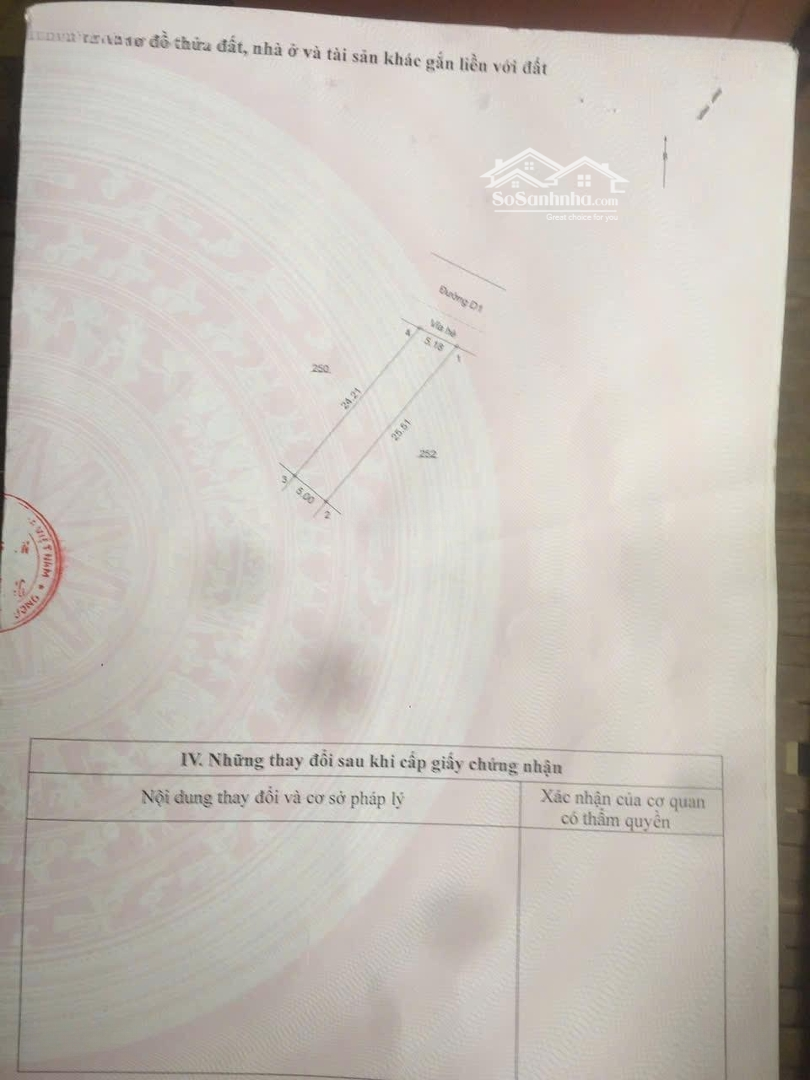 sơ đồ thửa đất, nhà ở và tài sản khác gắn liền với đất
SoSanhnha.com
Great choice for you
Đường D1
Vỉa hè
4
5.18
1
250
24.21
25.51
252
3
5.00
2
VIỆT NAM
IV. Những thay đổi sau khi cấp giấy chứng nhận
Nội dung thay đổi và cơ sở pháp lý
Xác nhận của cơ quan
có thẩm quyền